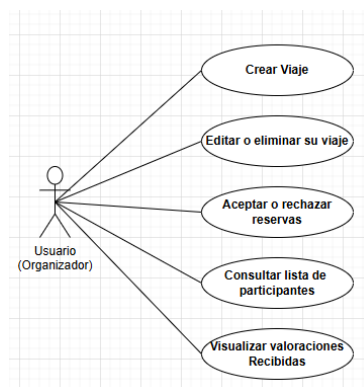 Crear Viaje
Editar o eliminar su viaje
Aceptar o rechazar
reservas
Usuario
(Organizador)
Consultar lista de
participantes
Visualizar valoraciones
Recibidas